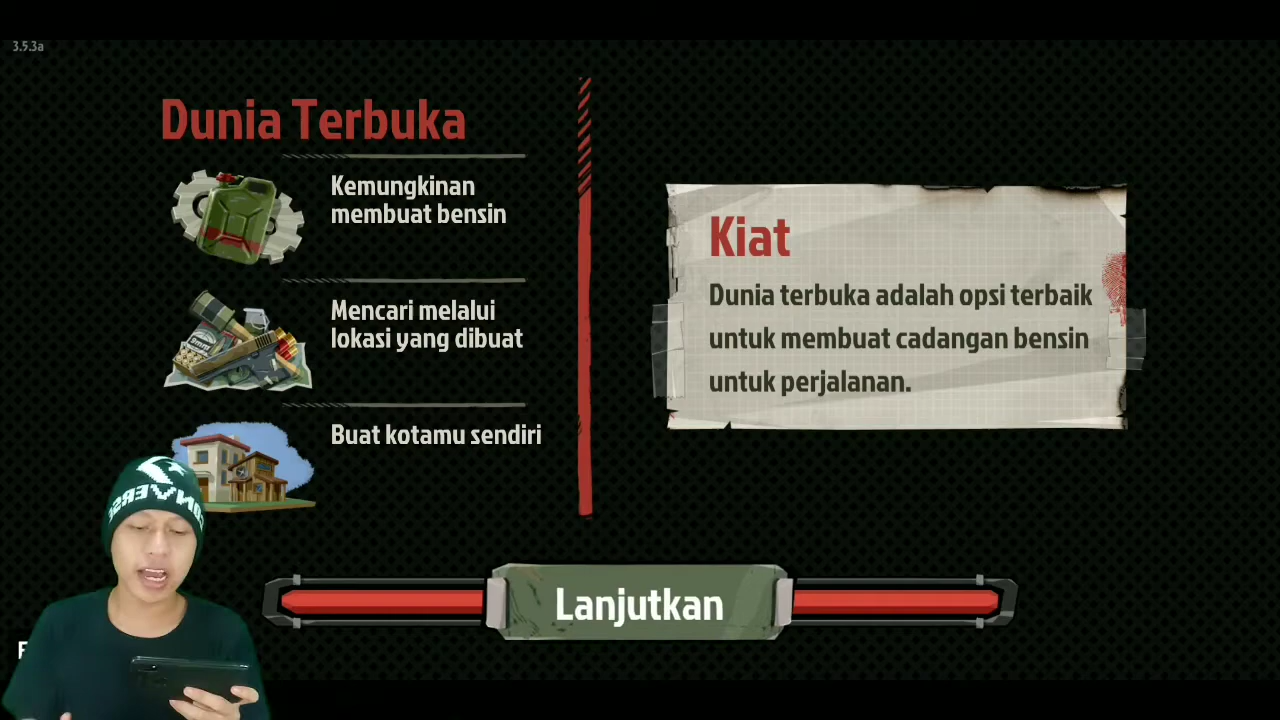 3.5.3a
Dunia Terbuka
Kemungkinan
membuat bensin
Mencari melalui
lokasi yang dibuat
Buat kotamu sendiri
Kiat
Dunia terbuka adalah opsi terbaik
untuk membuat cadangan bensin
untuk perjalanan.
CONVERSE
Lanjutkan